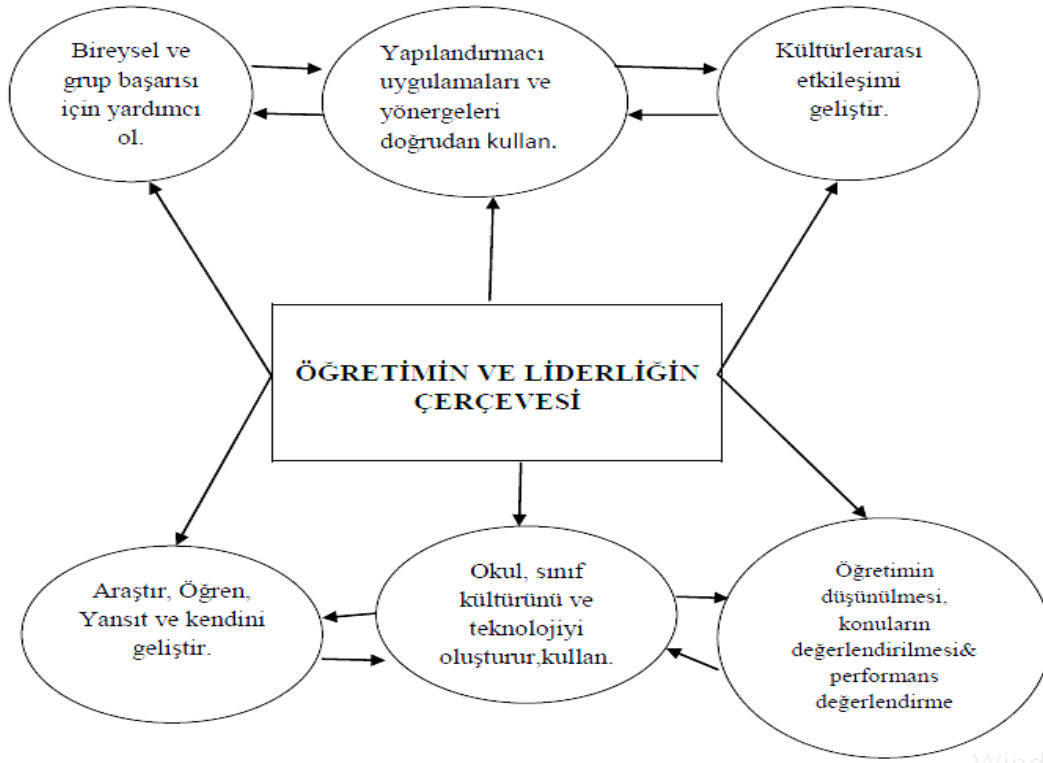 Bireysel ve
grup başarısı
için yardımcı
ol.
Yapılandırmacı
uygulamaları ve
yönergeleri
doğrudan kullan.
Kültürlerarası
etkileşimi
geliştir.
ÖĞRETİMİN VE LİDERLİĞİN
ÇERÇEVESİ
Araştır, Öğren,
Yansıt ve kendini
geliştir.
Okul, sınıf
kültürünü ve
teknolojiyi
oluşturur,kullan.
Öğretimin
düşünülmesi,
konuların
değerlendirilmesi&
performans
değerlendirme